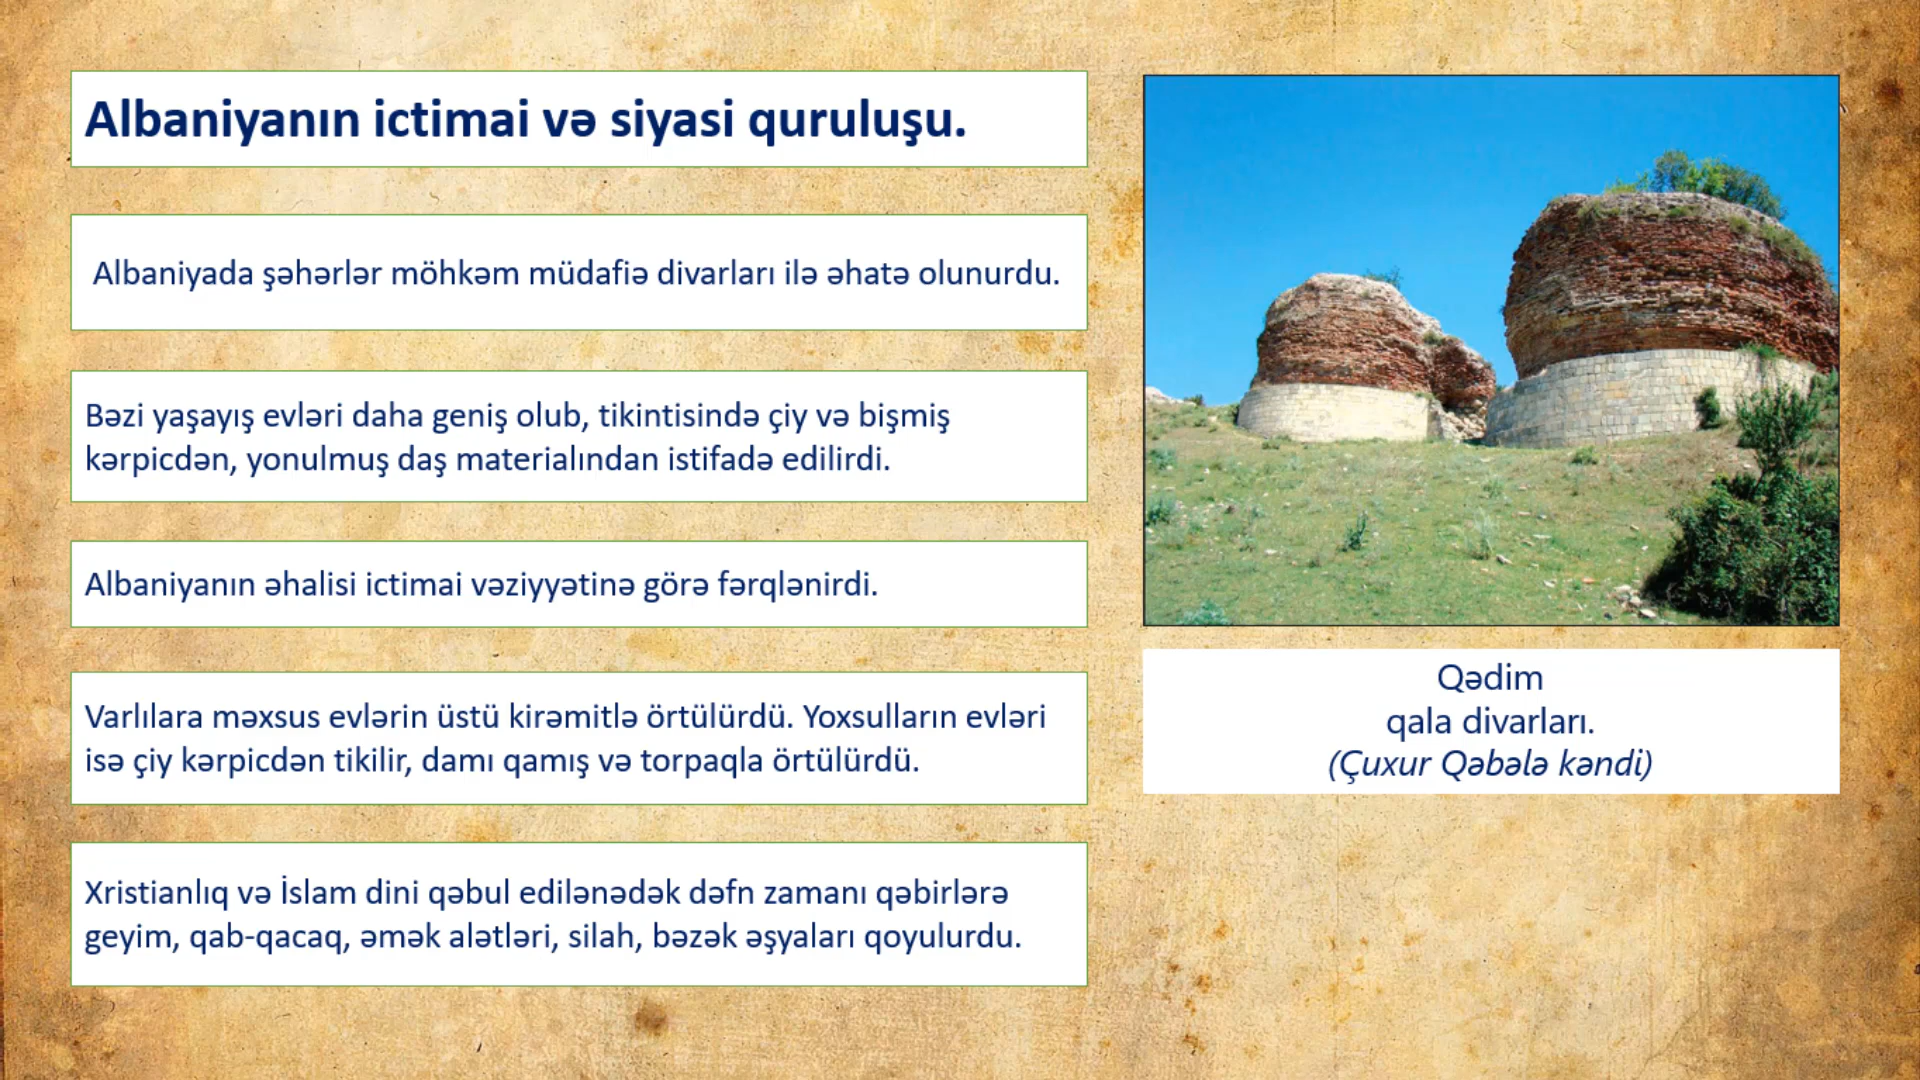 Albaniyanın ictimai və siyasi quruluşu.
Albaniyada şəhərlər möhkəm müdafiə divarları ilə əhatə olunurdu.
Bəzi yaşayış evləri daha geniş olub, tikintisində çiy və bişmiş
kərpicdən, yonulmuş daş materialından istifadə edilirdi.
Albaniyanın əhalisi ictimai vəziyyətinə görə fərqlənirdi.
Varlılara məxsus evlərin üstü kirəmitlə örtülürdü. Yoxsulların evləri
isə çiy kərpicdən tikilir, damı qamış və torpaqla örtülürdü.
Xristianlıq və İslam dini qəbul edilənədək dəfn zamanı qəbirlərə
geyim, qab-qacaq, əmək alətləri, silah, bəzək əşyaları qoyulurdu.
Qədim
qala divarları.
(Çuxur Qəbələ kəndi)